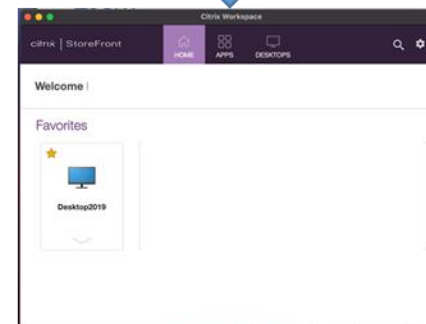 Citrix Workspace
citrix | StoreFront
HOME
APPS
DESKTOPS
Welcome
Favorites
Desktop2019